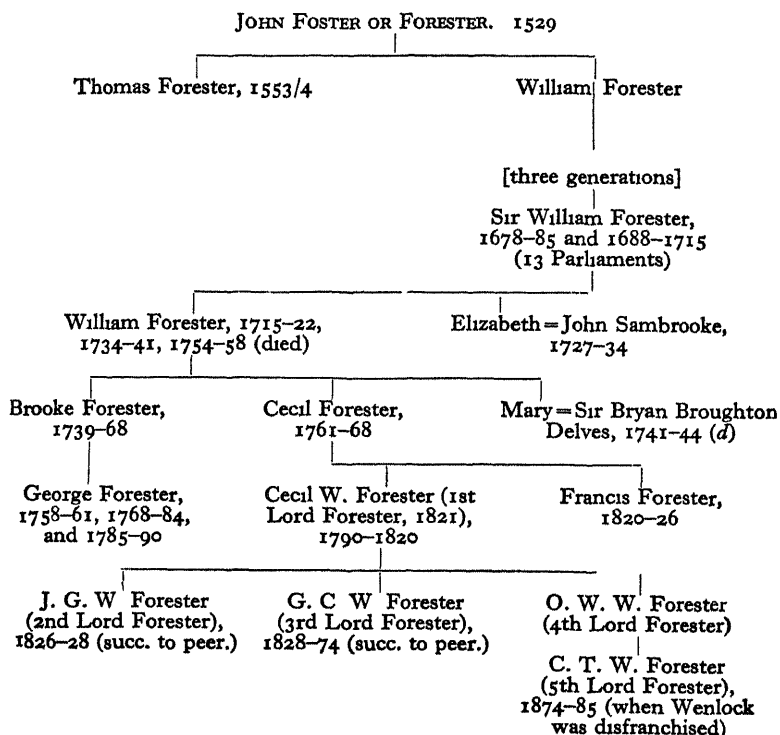 JOHN FOSTER OR FORESTER. 1529
Thomas Forester, 1553/4
William Forester
[three generations]
Sir William Forester,
1678–85 and 1688–1715
(13 Parliaments)
William Forester, 1715–22,
1734–41, 1754–58 (died)
Elizabeth=John Sambrooke,
1727–34
Brooke Forester,
1739–68
Cecil Forester,
1761–68
Mary=Sir Bryan Broughton
Delves, 1741–44 (d)
George Forester,
1758–61, 1768–84,
and 1785–90
Cecil W. Forester (1st
Lord Forester, 1821),
1790–1820
Francis Forester,
1820–26
J. G. W Forester
(2nd Lord Forester),
1826–28 (succ. to peer.)
G. C W Forester
(3rd Lord Forester),
1828–74 (succ. to peer.)
O. W. W. Forester
(4th Lord Forester)
C. T. W. Forester
(5th Lord Forester),
1874–85 (when Wenlock
was disfranchised)